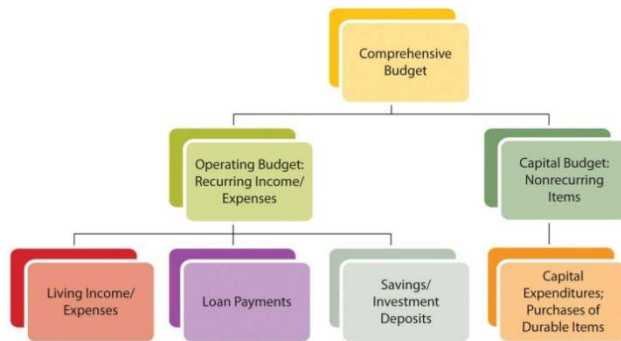 Comprehensive
Budget
Operating Budget:
Recurring Income/
Expenses
Capital Budget:
Nonrecurring
Items
Living Income/
Expenses
Loan Payments
Savings/
Investment
Deposits
Capital
Expenditures;
Purchases of
Durable Items